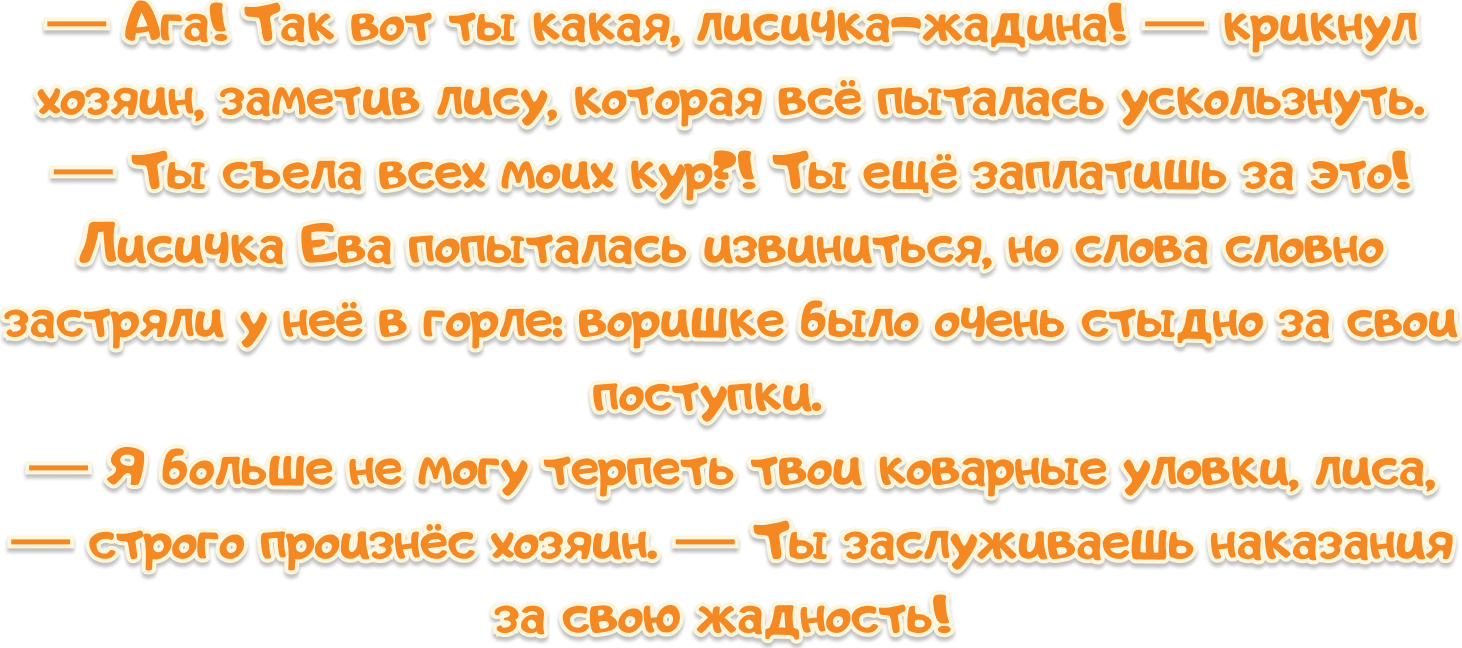 — Ага! Так вот ты какая, лисичка-жадина! — крикнул
хозяин, заметив лису, которая всё пыталась ускользнуть.
— Ты съела всех моих кур?! Ты ещё заплатишь за это!
Лисичка Ева попыталась извиниться, но слова словно
застряли у неё в горле: воришке было очень стыдно за свои
поступки.
— Я больше не могу терпеть твои коварные уловки, лиса,
— строго произнёс хозяин. — Ты заслуживаешь наказания
за свою жадность!